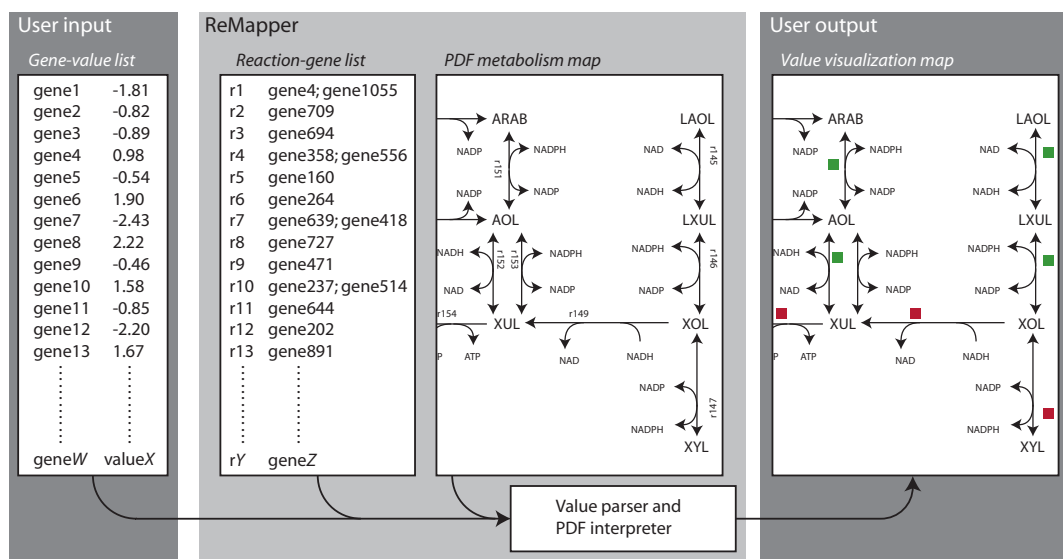 User input
Gene-value list
gene1 -1.81
gene2 -0.82
gene3 -0.89
gene4 0.98
gene5 -0.54
gene6 1.90
gene7 -2.43
gene8 2.22
gene9 -0.46
gene10 1.58
gene11 -0.85
gene12 -2.20
gene13 1.67
geneW valueX
ReMapper
Reaction-gene list
r1 gene4; gene1055
r2 gene709
r3 gene694
r4 gene358; gene556
r5 gene160
r6 gene264
r7 gene639; gene418
r8 gene727
r9 gene471
r10 gene237; gene514
r11 gene644
r12 gene202
r13 gene891
rY geneZ
PDF metabolism map
ARAB LAOL
NADP
r151
NADPH
NADP
NAD
r145
NADH
NADP
AOL LXUL
NADH
r152
r153
NADPH
NAD
NADP
NADPH
r146
NADP
r154
XUL
r149
XOL
P
ATP
NAD
NADH
NADP
r147
NADPH
XYL
Value parser and
PDF interpreter
User output
Value visualization map
ARAB LAOL
NADP
NADPH
NADP
NAD
NADH
NADP
AOL LXUL
NADH
NADPH
NAD
NADP
NADPH
NADP
XUL XOL
P
ATP
NAD
NADH
NADP
NADPH
XYL